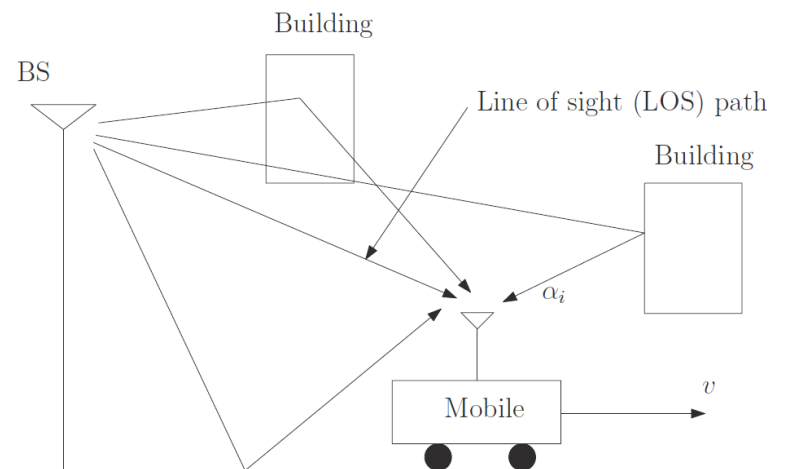 Building
BS
Line of sight (LOS) path
Building
αᵢ
v
Mobile